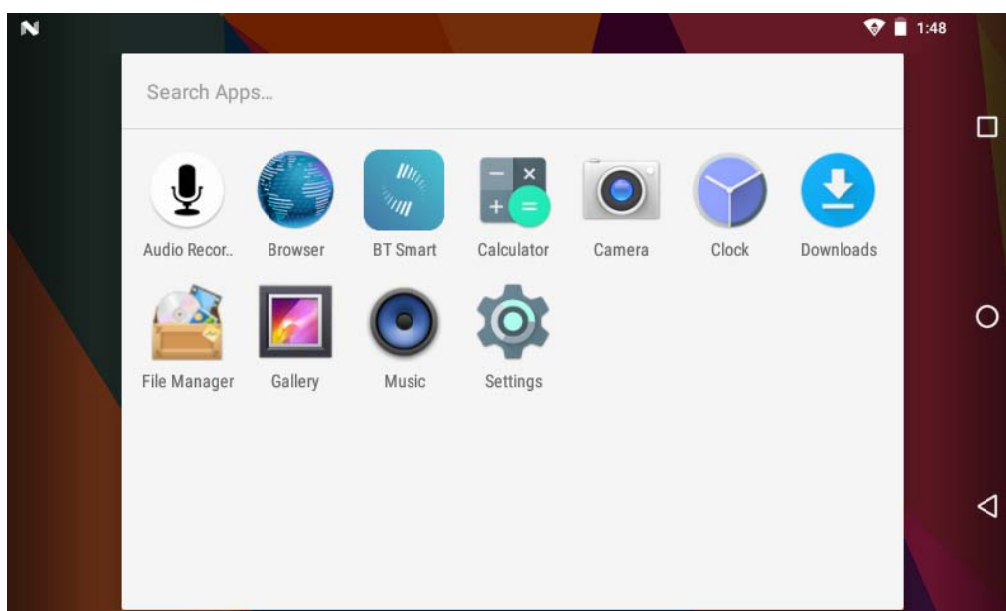 1:48
Search Apps...
Audio Recor..
Browser
BT Smart
Calculator
Camera
Clock
Downloads
File Manager
Gallery
Music
Settings